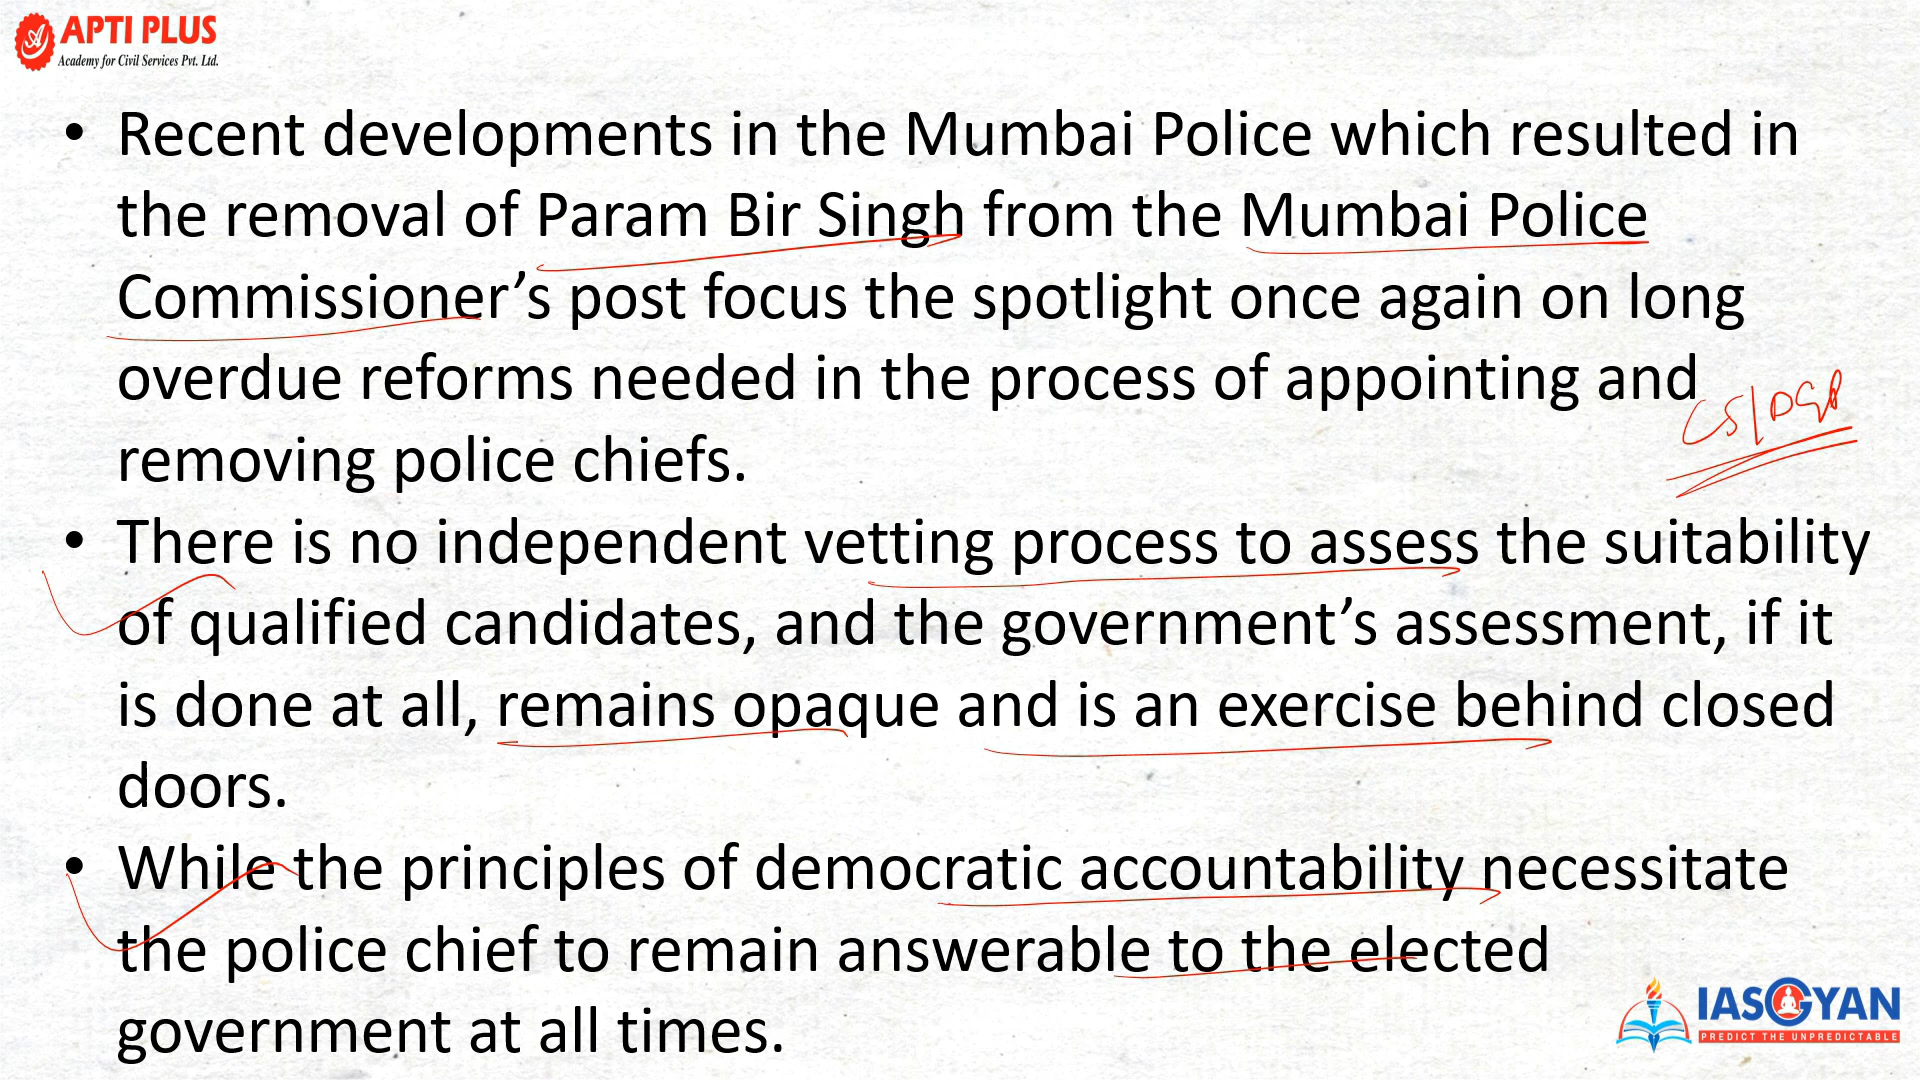 APTI PLUS
Academy for Civil Services Pvt. Ltd.
• Recent developments in the Mumbai Police which resulted in
the removal of Param Bir Singh from the Mumbai Police
Commissioner’s post focus the spotlight once again on long
overdue reforms needed in the process of appointing and
removing police chiefs.
CS/DGP
• There is no independent vetting process to assess the suitability
of qualified candidates, and the government’s assessment, if it
is done at all, remains opaque and is an exercise behind closed
doors.
• While the principles of democratic accountability necessitate
the police chief to remain answerable to the elected
government at all times.
IASGYAN
PREDICT THE UNPREDICTABLE